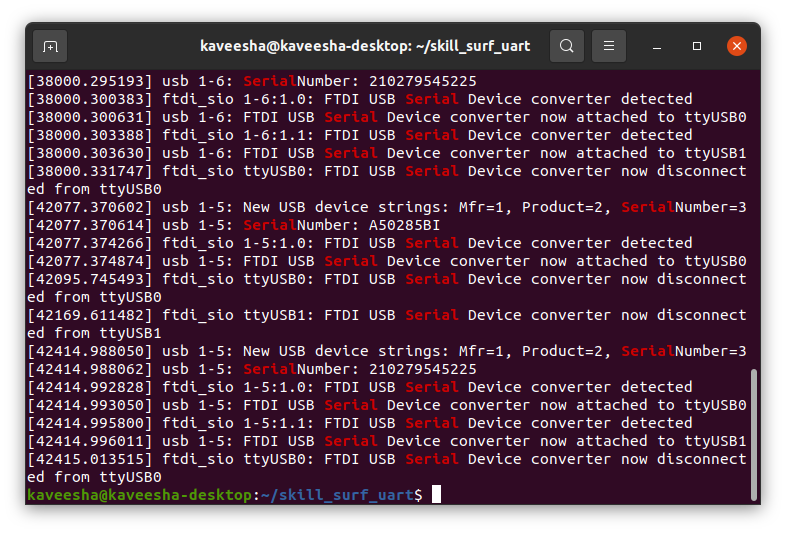 kaveesha@kaveesha-desktop: ~/skill_surf_uart
[38000.295193] usb 1-6: SerialNumber: 210279545225
[38000.300383] ftdi_sio 1-6:1.0: FTDI USB Serial Device converter detected
[38000.300631] usb 1-6: FTDI USB Serial Device converter now attached to ttyUSB0
[38000.303388] ftdi_sio 1-6:1.1: FTDI USB Serial Device converter detected
[38000.303630] usb 1-6: FTDI USB Serial Device converter now attached to ttyUSB1
[38000.331747] ftdi_sio ttyUSB0: FTDI USB Serial Device converter now disconnect
ed from ttyUSB0
[42077.370602] usb 1-5: New USB device strings: Mfr=1, Product=2, SerialNumber=3
[42077.370614] usb 1-5: SerialNumber: A50285BI
[42077.374266] ftdi_sio 1-5:1.0: FTDI USB Serial Device converter detected
[42077.374874] usb 1-5: FTDI USB Serial Device converter now attached to ttyUSB0
[42095.745493] ftdi_sio ttyUSB0: FTDI USB Serial Device converter now disconnect
ed from ttyUSB0
[42169.611482] ftdi_sio ttyUSB1: FTDI USB Serial Device converter now disconnect
ed from ttyUSB1
[42414.988050] usb 1-5: New USB device strings: Mfr=1, Product=2, SerialNumber=3
[42414.988062] usb 1-5: SerialNumber: 210279545225
[42414.992828] ftdi_sio 1-5:1.0: FTDI USB Serial Device converter detected
[42414.993050] usb 1-5: FTDI USB Serial Device converter now attached to ttyUSB0
[42414.995800] ftdi_sio 1-5:1.1: FTDI USB Serial Device converter detected
[42414.996011] usb 1-5: FTDI USB Serial Device converter now attached to ttyUSB1
[42415.013515] ftdi_sio ttyUSB0: FTDI USB Serial Device converter now disconnect
ed from ttyUSB0
kaveesha@kaveesha-desktop:~/skill_surf_uart$